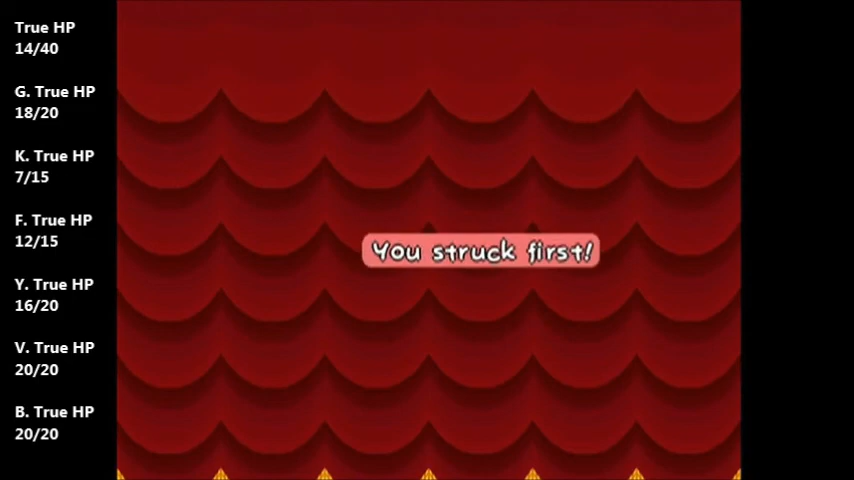 True HP
14/40
G. True HP
18/20
K. True HP
7/15
F. True HP
12/15
Y. True HP
16/20
V. True HP
20/20
B. True HP
20/20
You struck first!